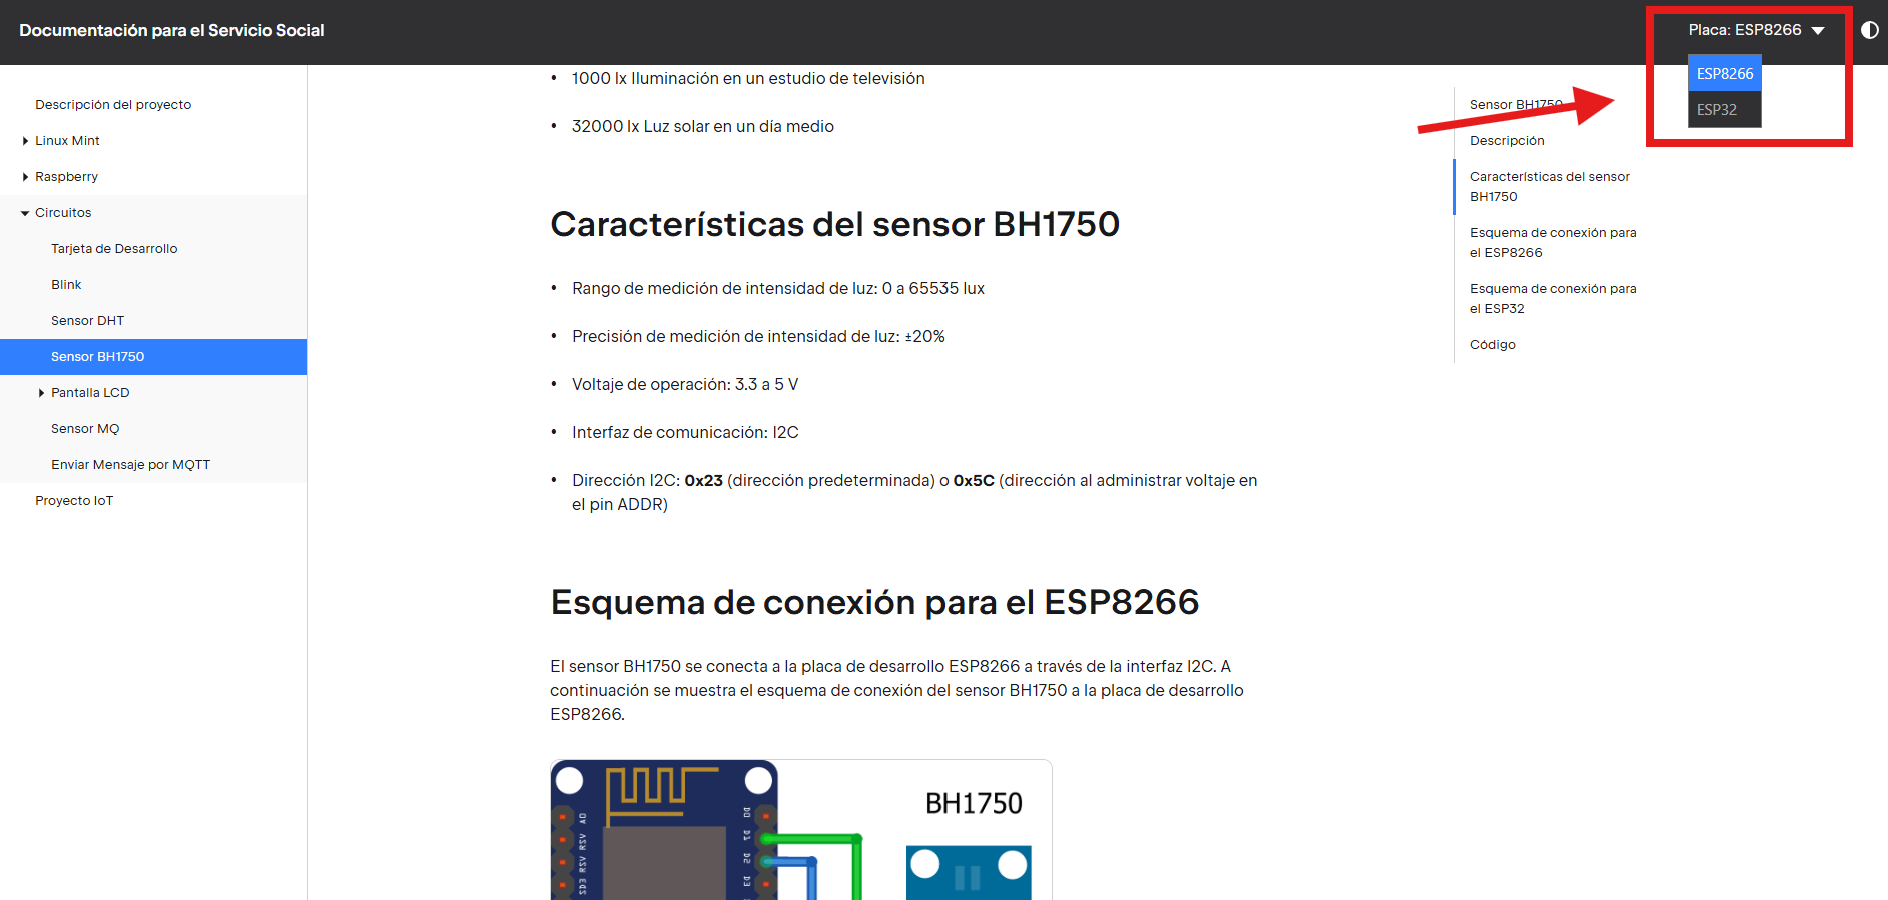 Documentación para el Servicio Social
Placa: ESP8266
ESP8266
ESP32
Descripción del proyecto
Linux Mint
Raspberry
Circuitos
Tarjeta de Desarrollo
Blink
Sensor DHT
Sensor BH1750
Pantalla LCD
Sensor MQ
Enviar Mensaje por MQTT
Proyecto IoT
• 1000 lx Iluminación en un estudio de televisión
• 32000 lx Luz solar en un día medio
Características del sensor BH1750
• Rango de medición de intensidad de luz: 0 a 65535 lux
• Precisión de medición de intensidad de luz: ±20%
• Voltaje de operación: 3.3 a 5 V
• Interfaz de comunicación: I2C
• Dirección I2C: 0x23 (dirección predeterminada) o 0x5C (dirección al administrar voltaje en
el pin ADDR)
Esquema de conexión para el ESP8266
El sensor BH1750 se conecta a la placa de desarrollo ESP8266 a través de la interfaz I2C. A
continuación se muestra el esquema de conexión del sensor BH1750 a la placa de desarrollo
ESP8266.
A0
RSV
RSV
SD3
D0
D1
D2
D3
BH1750
Sensor BH1750
Descripción
Características del sensor
BH1750
Esquema de conexión para
el ESP8266
Esquema de conexión para
el ESP32
Código